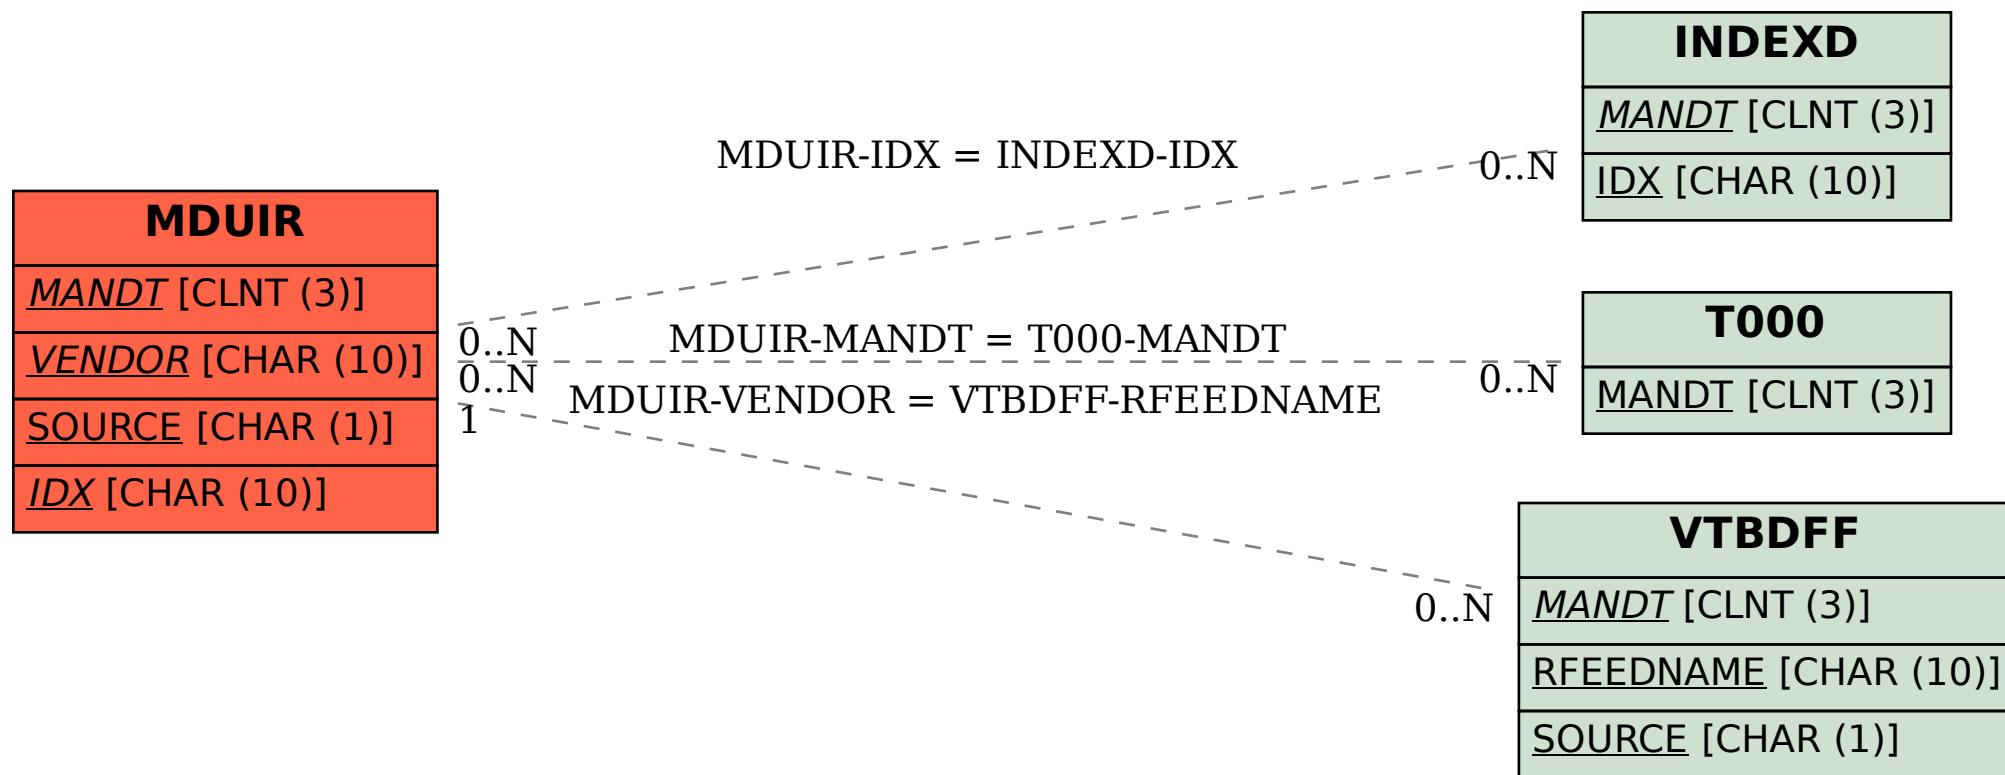 MDUIR
MANDT [CLNT (3)]
VENDOR [CHAR (10)]
SOURCE [CHAR (1)]
IDX [CHAR (10)]
MDUIR-IDX = INDEXD-IDX
0..N
0..N
MDUIR-MANDT = T000-MANDT
0..N
0..N
MDUIR-VENDOR = VTBDFF-RFEEDNAME
1
0..N
INDEXD
MANDT [CLNT (3)]
IDX [CHAR (10)]
T000
MANDT [CLNT (3)]
VTBDFF
MANDT [CLNT (3)]
RFEEDNAME [CHAR (10)]
SOURCE [CHAR (1)]